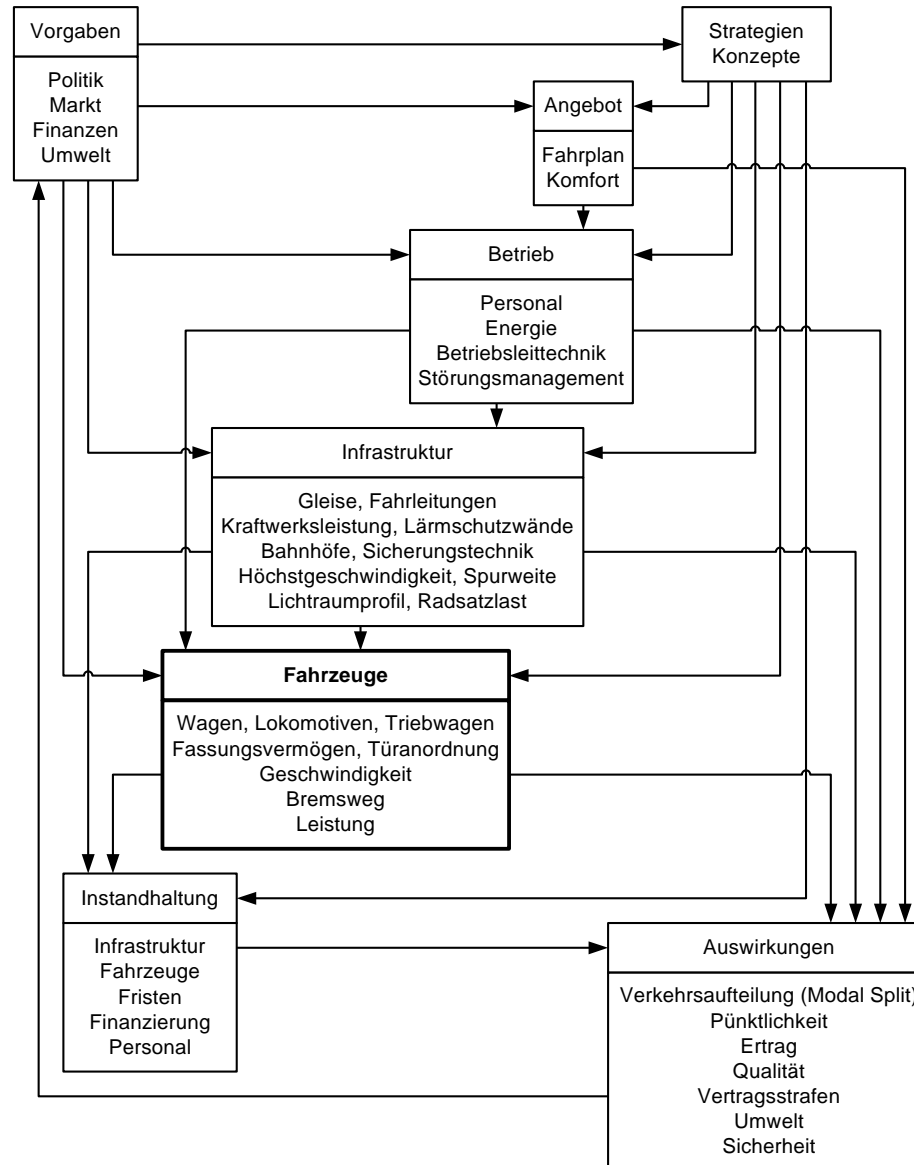 Vorgaben
Politik
Markt
Finanzen
Umwelt
Strategien
Konzepte
Angebot
Fahrplan
Komfort
Betrieb
Personal
Energie
Betriebsleittechnik
Störungsmanagement
Infrastruktur
Gleise, Fahrleitungen
Kraftwerksleistung, Lärmschutzwände
Bahnhöfe, Sicherungstechnik
Höchstgeschwindigkeit, Spurweite
Lichtraumprofil, Radsatzlast
Fahrzeuge
Wagen, Lokomotiven, Triebwagen
Fassungsvermögen, Türanordnung
Geschwindigkeit
Bremsweg
Leistung
Instandhaltung
Infrastruktur
Fahrzeuge
Fristen
Finanzierung
Personal
Auswirkungen
Verkehrsaufteilung (Modal Split)
Pünktlichkeit
Ertrag
Qualität
Vertragsstrafen
Umwelt
Sicherheit